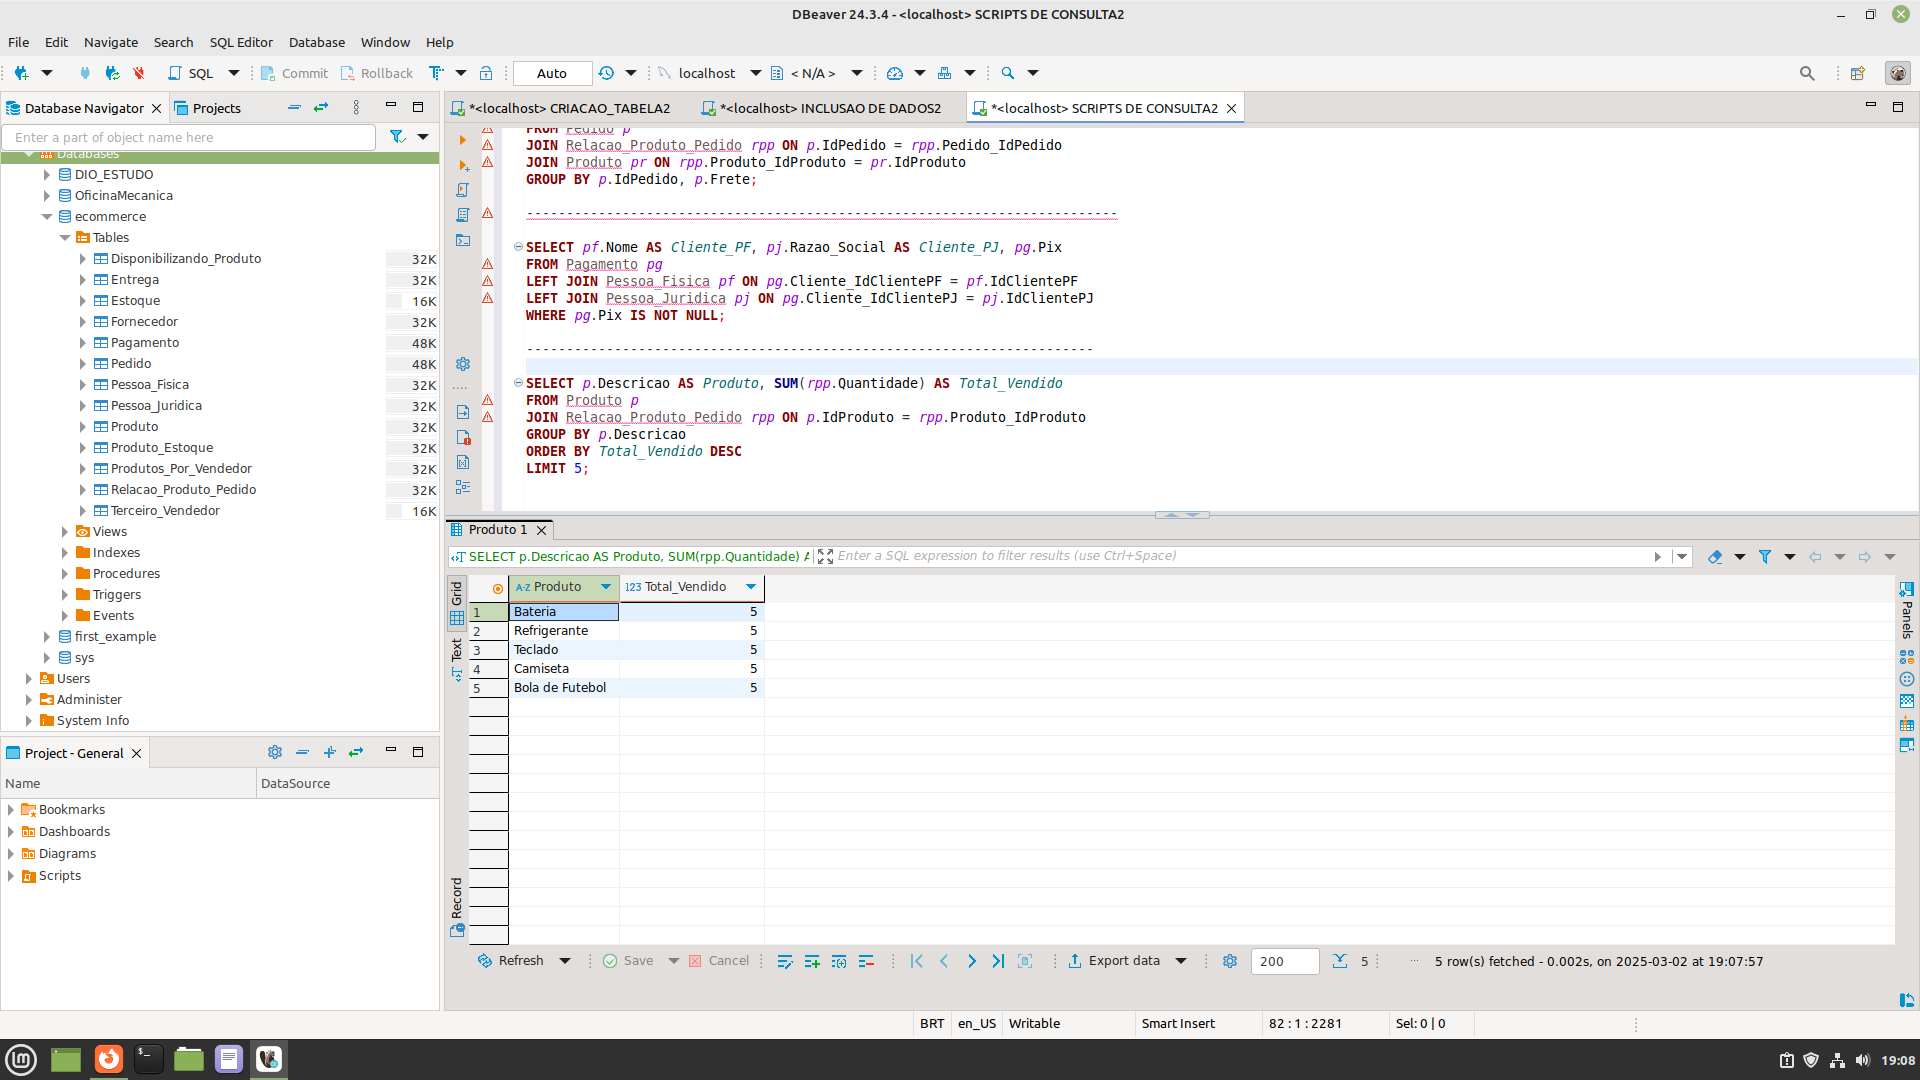 DBeaver 24.3.4 - <localhost> SCRIPTS DE CONSULTA2
File Edit Navigate Search SQL Editor Database Window Help
SQL Commit Rollback Auto localhost < N/A >
Database Navigator Projects
Enter a part of object name here
Databases
DIO_ESTUDO
OficinaMecanica
ecommerce
Tables
Disponibilizando_Produto 32K
Entrega 32K
Estoque 16K
Fornecedor 32K
Pagamento 48K
Pedido 48K
Pessoa_Fisica 32K
Pessoa_Juridica 32K
Produto 32K
Produto_Estoque 32K
Produtos_Por_Vendedor 32K
Relacao_Produto_Pedido 32K
Terceiro_Vendedor 16K
Views
Indexes
Procedures
Triggers
Events
first_example
sys
Users
Administer
System Info
Project - General
Name DataSource
Bookmarks
Dashboards
Diagrams
Scripts
*<localhost> CRIACAO_TABELA2 *<localhost> INCLUSAO DE DADOS2 *<localhost> SCRIPTS DE CONSULTA2
FROM Pedido p
JOIN Relacao_Produto_Pedido rpp ON p.IdPedido = rpp.Pedido_IdPedido
JOIN Produto pr ON rpp.Produto_IdProduto = pr.IdProduto
GROUP BY p.IdPedido, p.Frete;
--------------------------------------------------------------------------
SELECT pf.Nome AS Cliente_PF, pj.Razao_Social AS Cliente_PJ, pg.Pix
FROM Pagamento pg
LEFT JOIN Pessoa_Fisica pf ON pg.Cliente_IdClientePF = pf.IdClientePF
LEFT JOIN Pessoa_Juridica pj ON pg.Cliente_IdClientePJ = pj.IdClientePJ
WHERE pg.Pix IS NOT NULL;
-----------------------------------------------------------------------
SELECT p.Descricao AS Produto, SUM(rpp.Quantidade) AS Total_Vendido
FROM Produto p
JOIN Relacao_Produto_Pedido rpp ON p.IdProduto = rpp.Produto_IdProduto
GROUP BY p.Descricao
ORDER BY Total_Vendido DESC
LIMIT 5;
Produto 1
SELECT p.Descricao AS Produto, SUM(rpp.Quantidade) A Enter a SQL expression to filter results (use Ctrl+Space)
Grid
Text
Record
A-Z Produto 123 Total_Vendido
1 Bateria 5
2 Refrigerante 5
3 Teclado 5
4 Camiseta 5
5 Bola de Futebol 5
Panels
Refresh Save Cancel Export data 200 5 5 row(s) fetched - 0.002s, on 2025-03-02 at 19:07:57
BRT en_US Writable Smart Insert 82 : 1 : 2281 Sel: 0 | 0
19:08